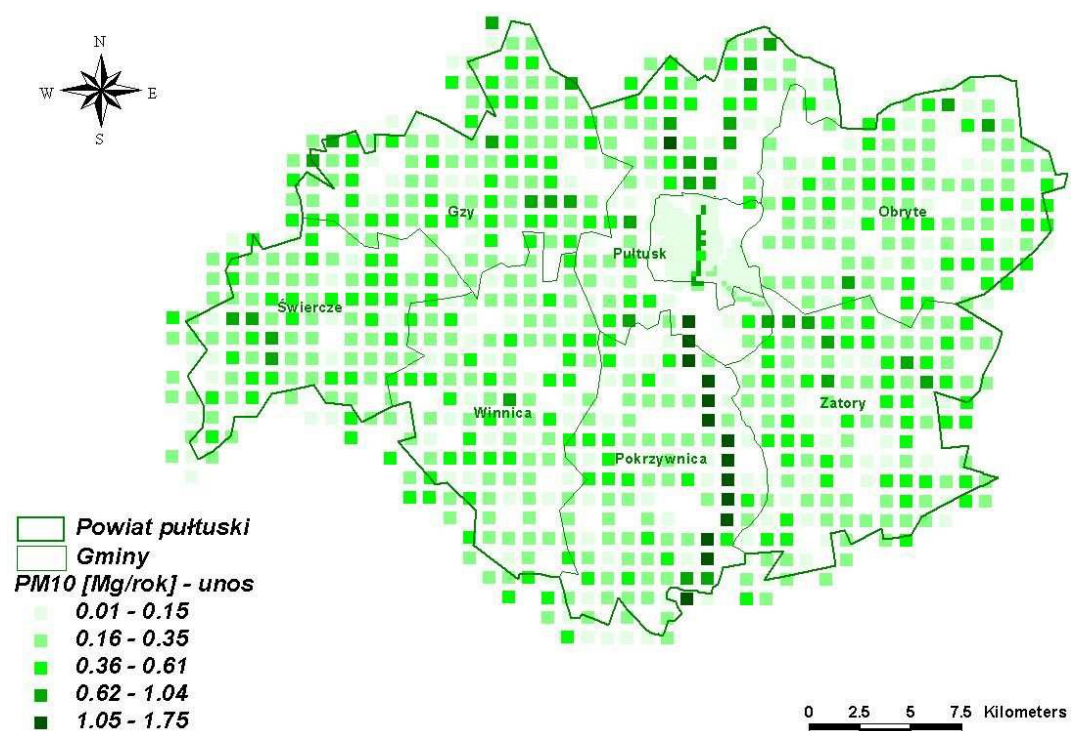 N
W E
S
Gzy
Obryte
Pułtusk
Świercze
Winnica
Zatory
Pokrzywnica
Powiat pułtuski
Gminy
PM10 [Mg/rok] - unos
0.01 - 0.15
0.16 - 0.35
0.36 - 0.61
0.62 - 1.04
1.05 - 1.75
0 2.5 5 7.5 Kilometers